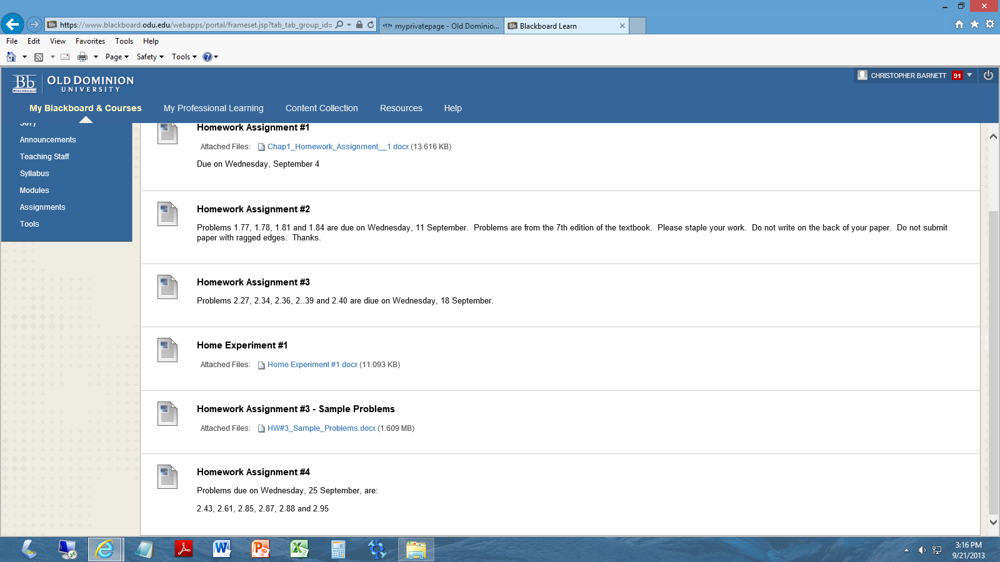 https://www.blackboard.odu.edu/webapps/portal/frameset.jsp?tab_tab_group_id=
myprivatepage - Old Dominio...
Blackboard Learn
File Edit View Favorites Tools Help
Page Safety Tools
Bb
Blackboard
OLD DOMINION
UNIVERSITY
CHRISTOPHER BARNETT 91
My Blackboard & Courses My Professional Learning Content Collection Resources Help
Announcements
Teaching Staff
Syllabus
Modules
Assignments
Tools
Homework Assignment #1
Attached Files: Chap1_Homework_Assignment__1.docx (13.616 KB)
Due on Wednesday, September 4
Homework Assignment #2
Problems 1.77, 1.78, 1.81 and 1.84 are due on Wednesday, 11 September. Problems are from the 7th edition of the textbook. Please staple your work. Do not write on the back of your paper. Do not submit
paper with ragged edges. Thanks.
Homework Assignment #3
Problems 2.27, 2.34, 2.36, 2..39 and 2.40 are diue on Wednesday, 18 September.
Home Experiment #1
Attached Files: Home Experiment #1.docx (11.093 KB)
Homework Assignment #3 - Sample Problems
Attached Files: HW#3_Sample_Problems.docx (1.609 MB)
Homework Assignment #4
Problems due on Wednesday, 25 September, are:
2.43, 2.61, 2.85, 2.87, 2.88 and 2.95
3:16 PM
9/21/2013